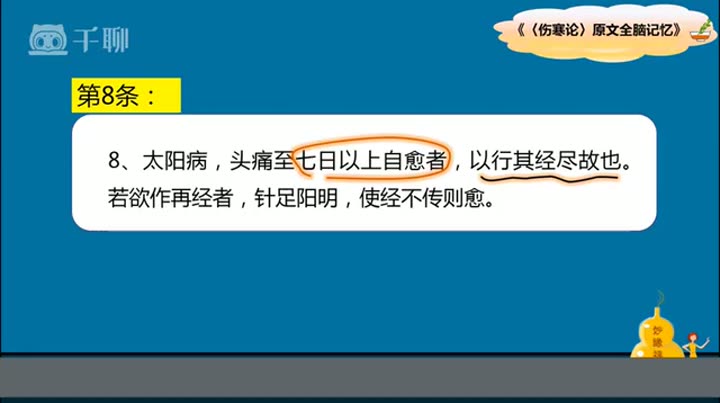 千聊
《〈伤寒论〉原文全脑记忆》
第8条：
8、太阳病，头痛至七日以上自愈者，以行其经尽故也。
若欲作再经者，针足阳明，使经不传则愈。